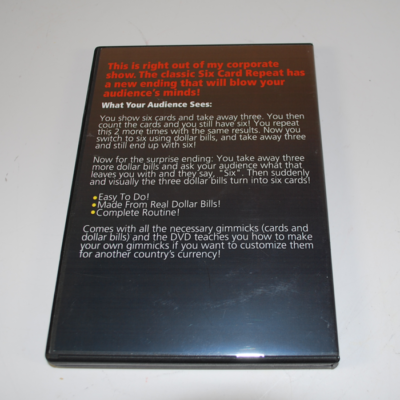 This is right out of my corporate
show. The classic Six Card Repeat has
a new ending that will blow your
audience's minds!
What Your Audience Sees:
You show six cards and take away three. You then
count the cards and you still have six! You repeat
this 2 more times with the same results. Now you
switch to six using dollar bills, and take away three
and still end up with six!
Now for the surprise ending: You take away three
more dollar bills and ask your audience what that
leaves you with and they say, "Six". Then suddenly
and visually the three dollar bills turn into six cards!
•Easy To Do!
•Made From Real Dollar Bills!
•Complete Routine!
Comes with all the necessary gimmicks (cards and
dollar bills) and the DVD teaches you how to make
your own gimmicks if you want to customize them
for another country's currency!